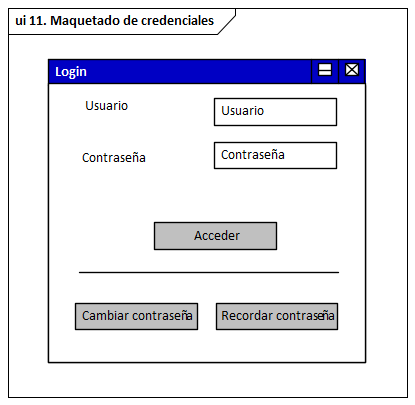 ui 11. Maquetado de credenciales
Login
Usuario Usuario
Contraseña Contraseña
Acceder
Cambiar contraseña Recordar contraseña